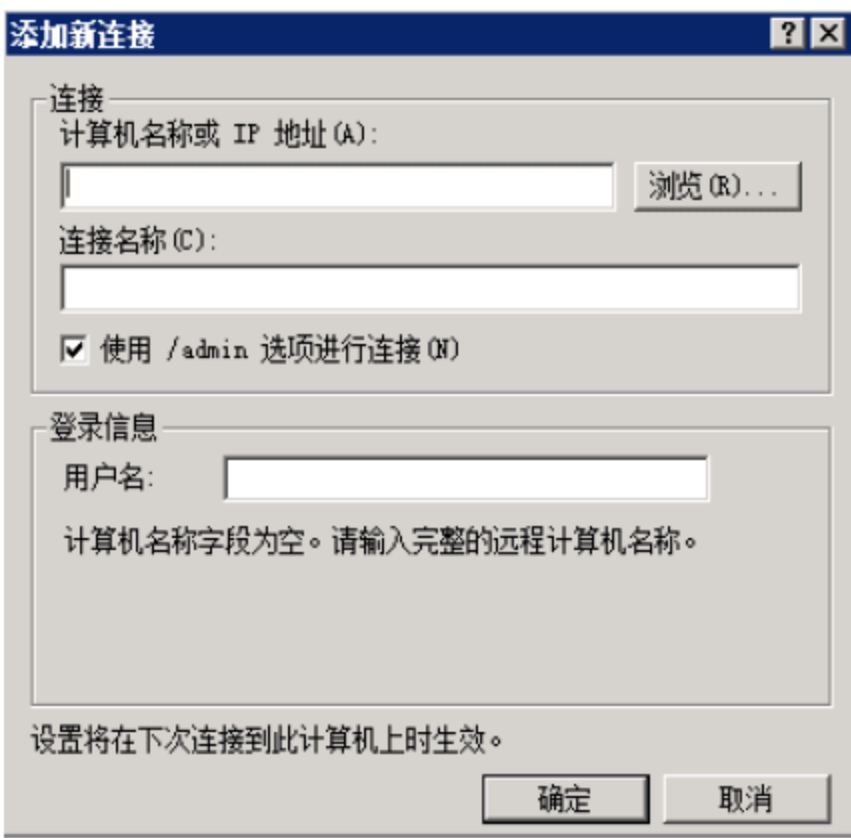 添加新连接
连接
计算机名称或 IP 地址(A):
浏览(R)...
连接名称(C):
使用 /admin 选项进行连接(N)
登录信息
用户名:
计算机名称字段为空。请输入完整的远程计算机名称。
设置将在下次连接到此计算机上时生效。
确定 取消